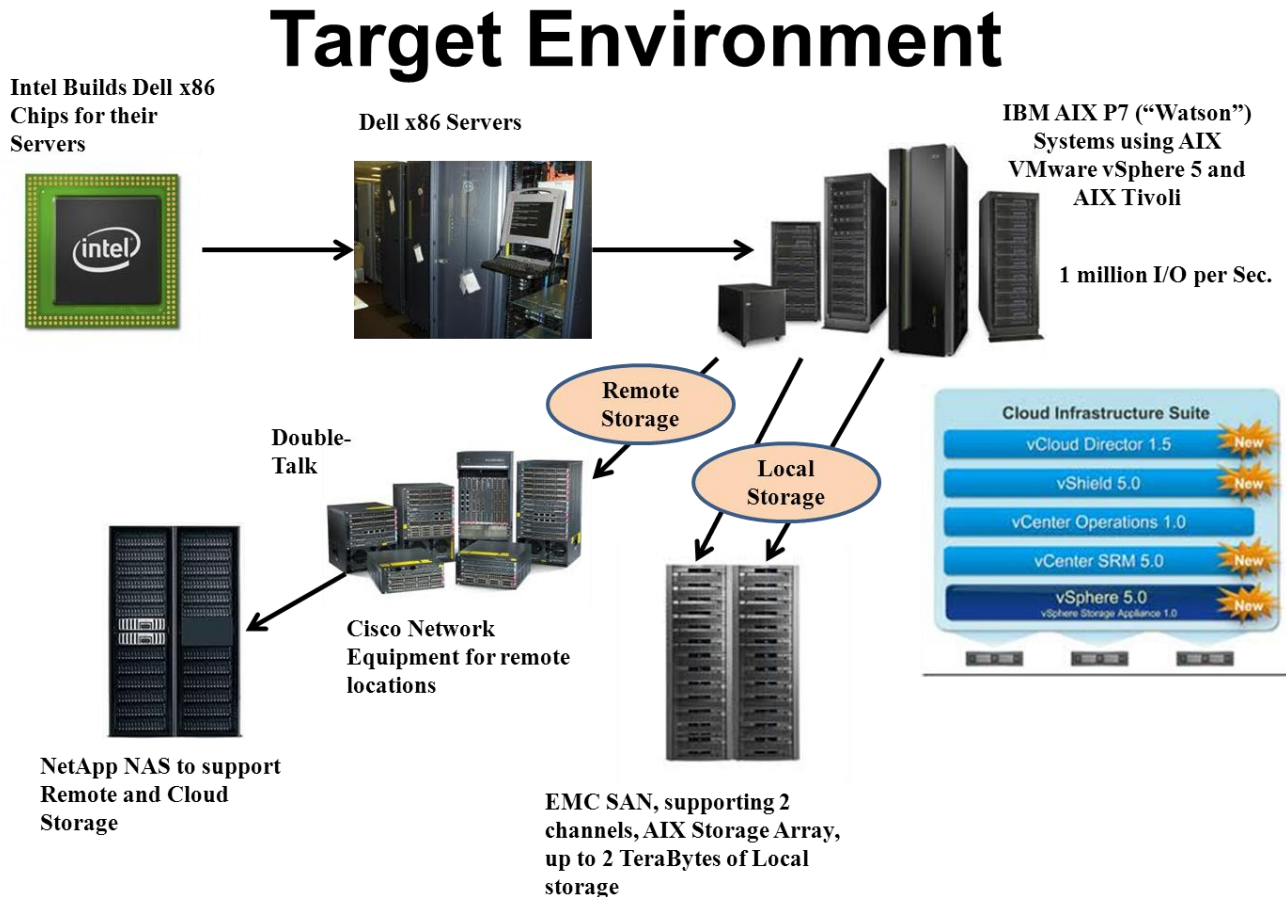 Target Environment
Intel Builds Dell x86
Chips for their
Servers
intel
Dell x86 Servers
IBM AIX P7 (“Watson”)
Systems using AIX
VMware vSphere 5 and
AIX Tivoli
1 million I/O per Sec.
Remote
Storage
Local
Storage
Double-
Talk
Cisco Network
Equipment for remote
locations
NetApp NAS to support
Remote and Cloud
Storage
EMC SAN, supporting 2
channels, AIX Storage Array,
up to 2 TeraBytes of Local
storage
Cloud Infrastructure Suite
vCloud Director 1.5
New
vShield 5.0
New
vCenter Operations 1.0
vCenter SRM 5.0
New
vSphere 5.0
vSphere Storage Appliance 1.0
New